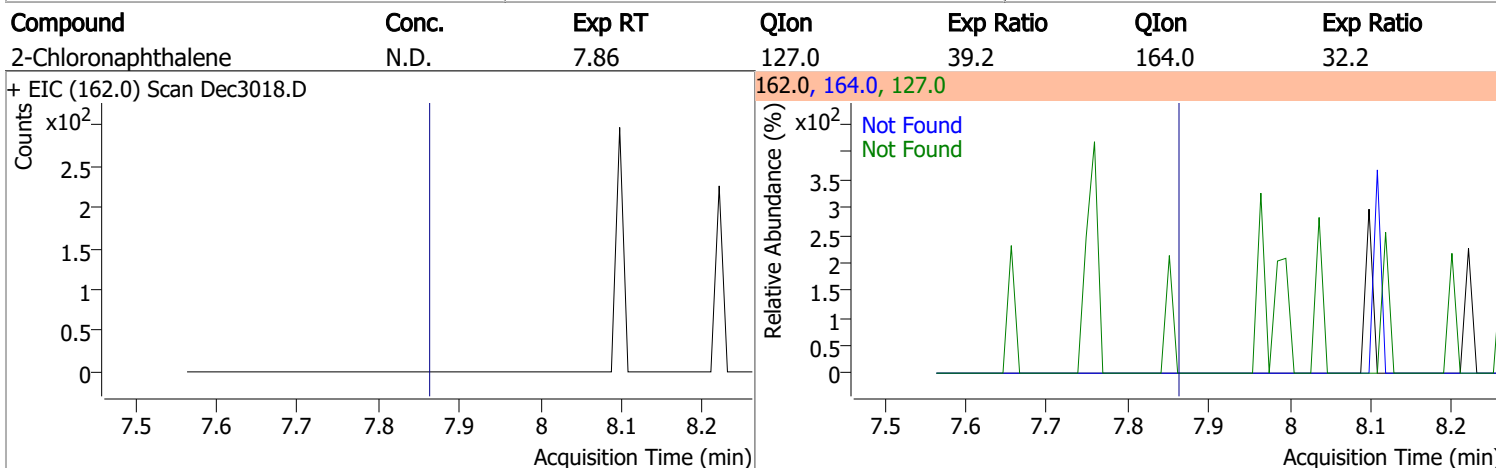 Compound Conc. Exp RT QIon Exp Ratio QIon Exp Ratio
2-Chloronaphthalene N.D. 7.86 127.0 39.2 164.0 32.2
+ EIC (162.0) Scan Dec3018.D
Counts
x10²
2.5
2
1.5
1
0.5
0
7.5 7.6 7.7 7.8 7.9 8 8.1 8.2
Acquisition Time (min)
162.0, 164.0, 127.0
Relative Abundance (%)
x10²
Not Found
Not Found
3.5
3
2.5
2
1.5
1
0.5
0
7.5 7.6 7.7 7.8 7.9 8 8.1 8.2
Acquisition Time (min)